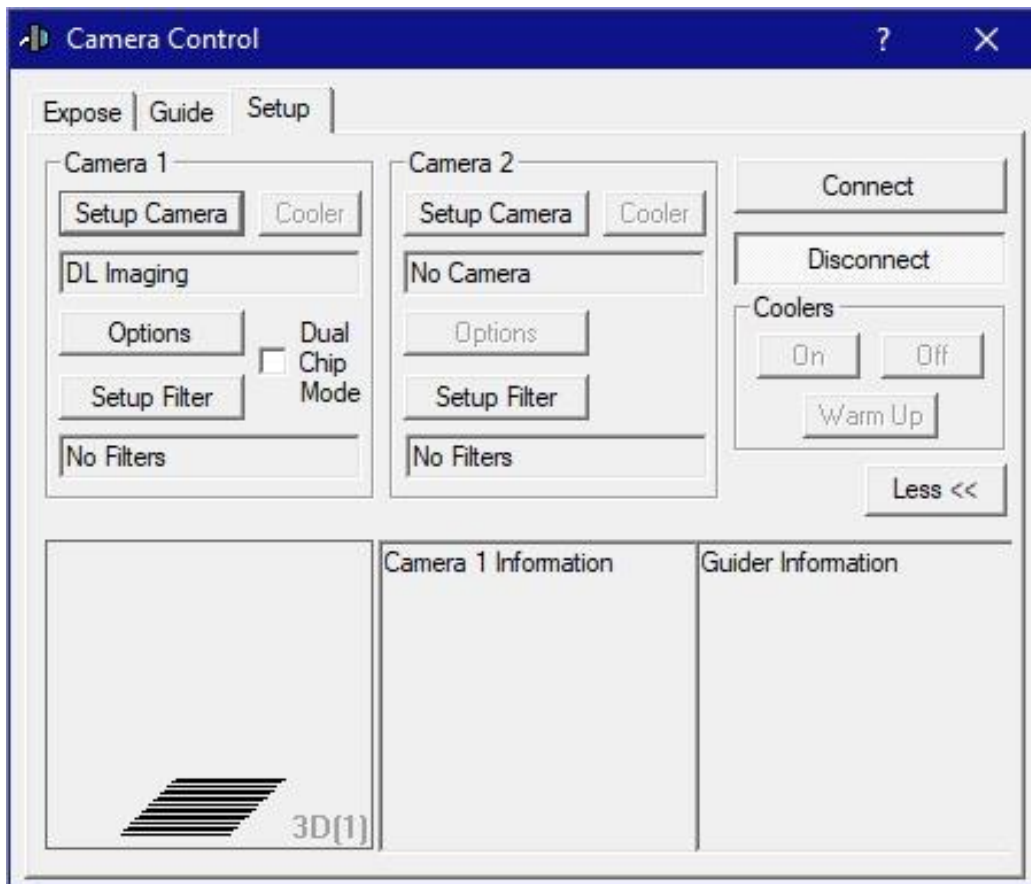 Camera Control
?
Expose
Guide
Setup
Camera 1
Setup Camera
Cooler
DL Imaging
Options
Dual
Chip
Mode
Setup Filter
No Filters
Camera 2
Setup Camera
Cooler
No Camera
Options
Setup Filter
No Filters
Connect
Disconnect
Coolers
On
Off
Warm Up
Less <<
3D(1)
Camera 1 Information
Guider Information